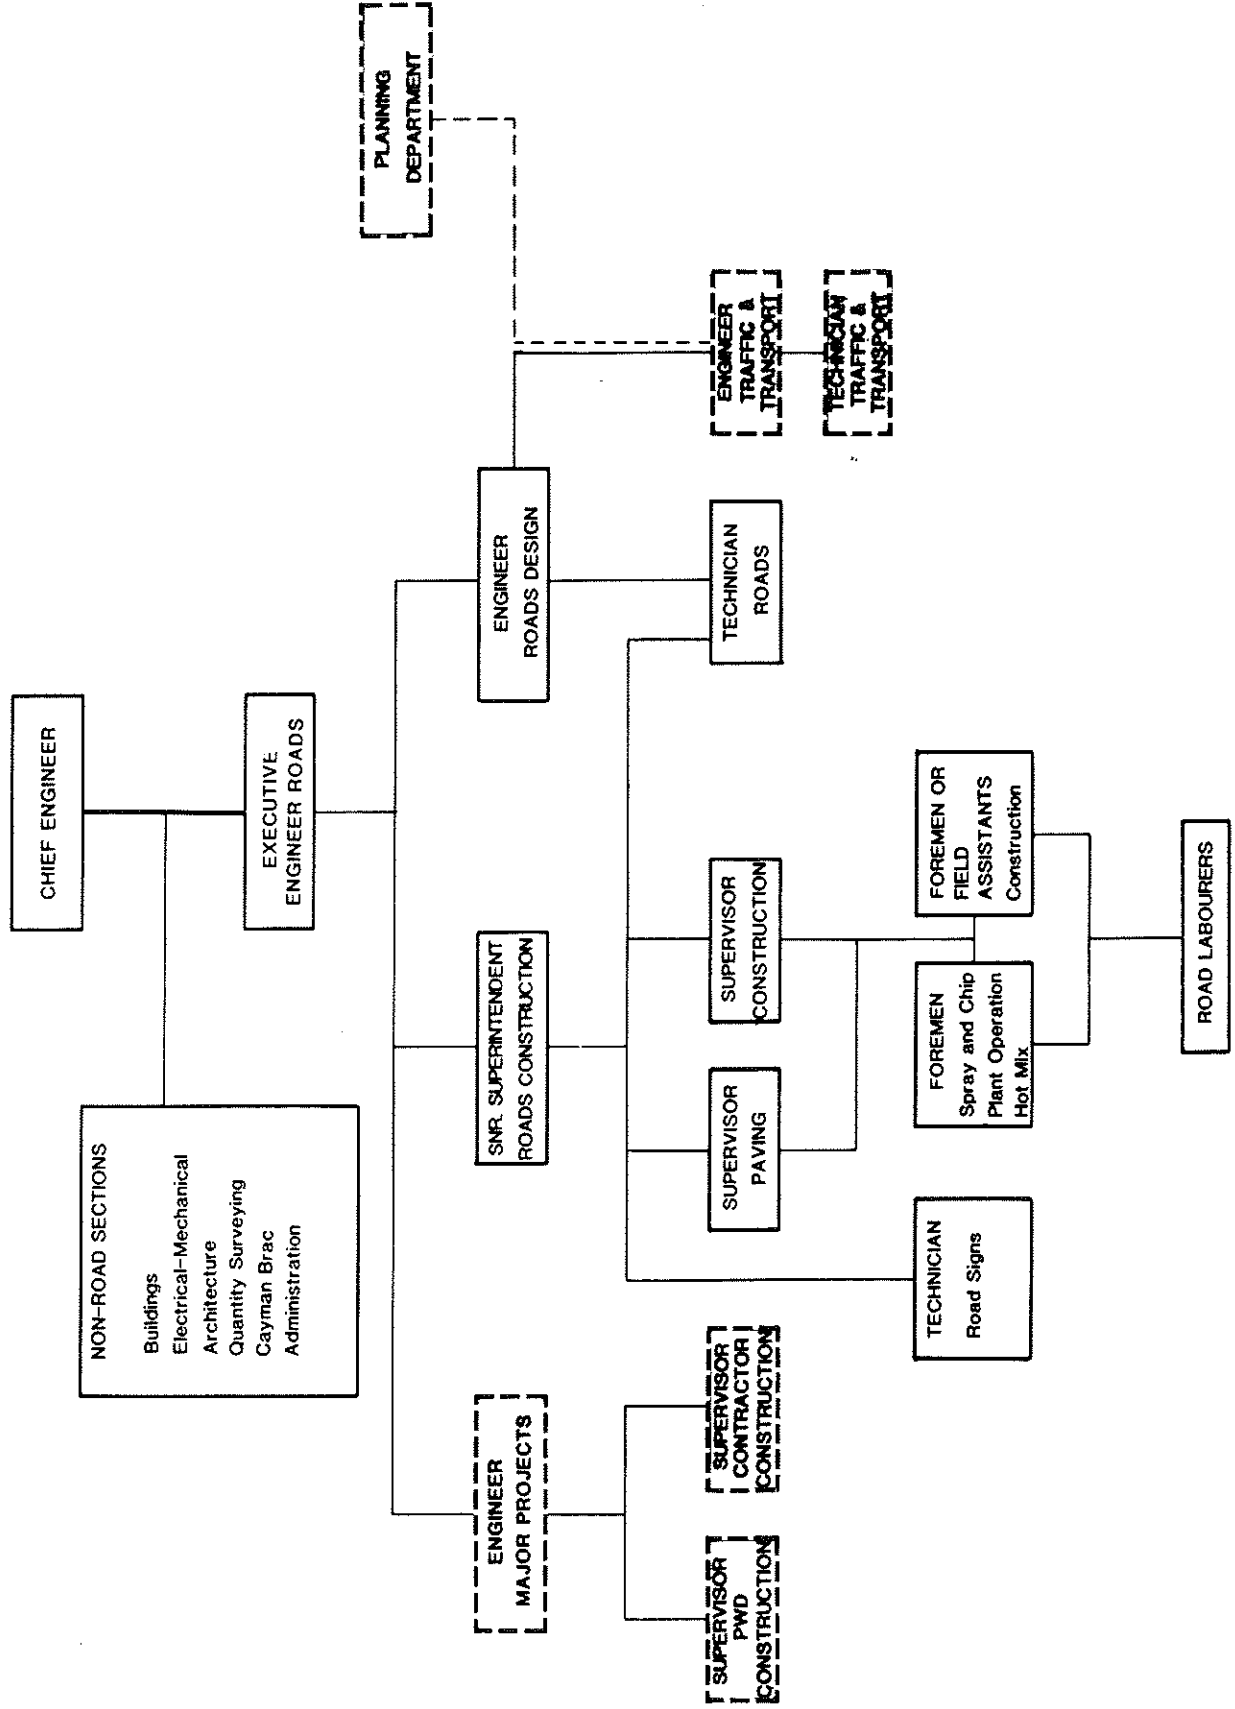 CHIEF ENGINEER
NON-ROAD SECTIONS
Buildings
Electrical-Mechanical
Architecture
Quantity Surveying
Cayman Brac
Administration
EXECUTIVE
ENGINEER ROADS
PLANNING
DEPARTMENT
ENGINEER
MAJOR PROJECTS
SNR. SUPERINTENDENT
ROADS CONSTRUCTION
ENGINEER
ROADS DESIGN
SUPERVISOR
PWD
CONSTRUCTION
SUPERVISOR
CONTRACTOR
CONSTRUCTION
SUPERVISOR
PAVING
SUPERVISOR
CONSTRUCTION
TECHNICIAN
ROADS
ENGINEER
TRAFFIC &
TRANSPORT
TECHNICIAN
TRAFFIC &
TRANSPORT
TECHNICIAN
Road Signs
FOREMEN
Spray and Chip
Plant Operation
Hot Mix
FOREMEN OR
FIELD
ASSISTANTS
Construction
ROAD LABOURERS